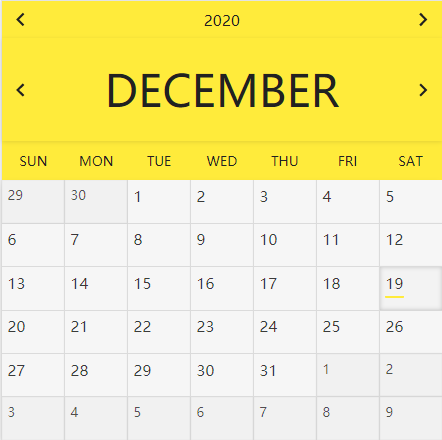 2020
DECEMBER
SUN MON TUE WED THU FRI SAT
29 30 1 2 3 4 5
6 7 8 9 10 11 12
13 14 15 16 17 18 19
20 21 22 23 24 25 26
27 28 29 30 31 1 2
3 4 5 6 7 8 9